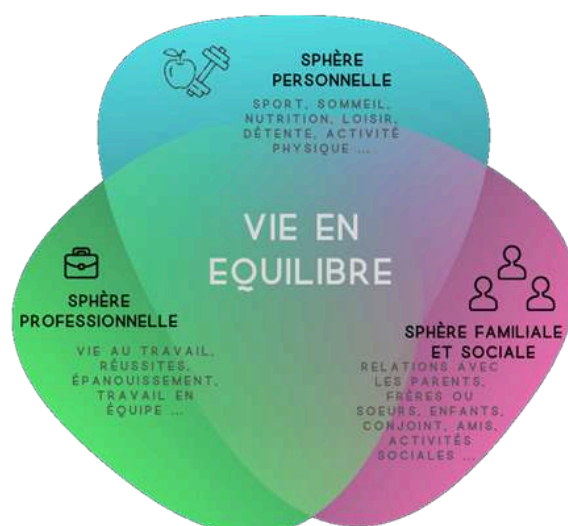 SPHÈRE
PERSONNELLE
SPORT, SOMMEIL,
NUTRITION, LOISIR,
DÉTENTE, ACTIVITÉ
PHYSIQUE ...
VIE EN
EQUILIBRE
SPHÈRE
PROFESSIONNELLE
VIE AU TRAVAIL,
RÉUSSITES,
ÉPANOUISSEMENT,
TRAVAIL EN
ÉQUIPE ...
SPHÈRE FAMILIALE
ET SOCIALE
RELATIONS AVEC
LES PARENTS,
FRÈRES OU
SOEURS, ENFANTS,
CONJOINT, AMIS,
ACTIVITÉS
SOCIALES ...